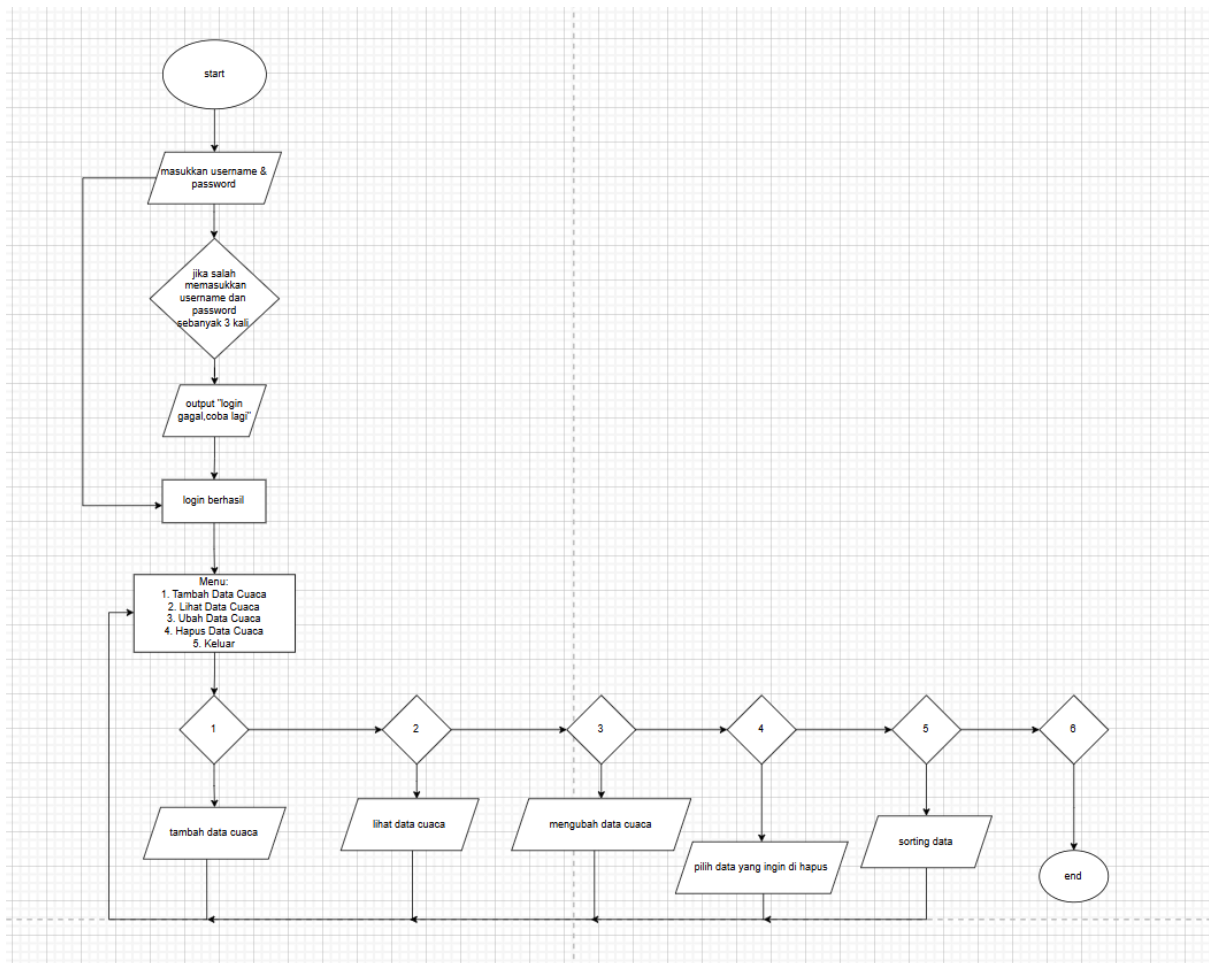 start
masukkan username &
password
jika salah
memasukkan
username dan
password
sebanyak 3 kali
output "login
gagal,coba lagi"
login berhasil
Menu:
1. Tambah Data Cuaca
2. Lihat Data Cuaca
3. Ubah Data Cuaca
4. Hapus Data Cuaca
5. Keluar
1
2
3
4
5
6
tambah data cuaca
lihat data cuaca
mengubah data cuaca
pilih data yang ingin di hapus
sorting data
end